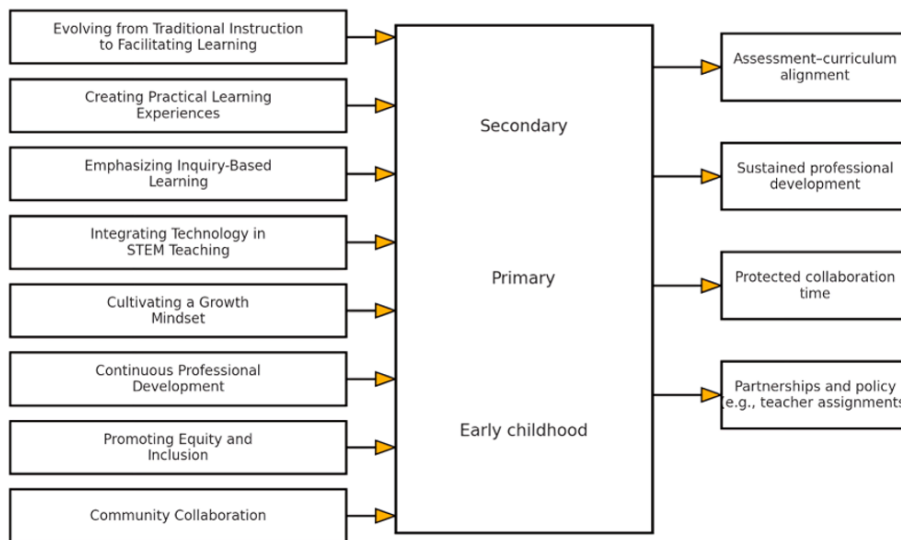 Evolving from Traditional Instruction
to Facilitating Learning
Creating Practical Learning
Experiences
Emphasizing Inquiry-Based
Learning
Integrating Technology in
STEM Teaching
Cultivating a Growth
Mindset
Continuous Professional
Development
Promoting Equity and
Inclusion
Community Collaboration
Secondary
Primary
Early childhood
Assessment–curriculum
alignment
Sustained professional
development
Protected collaboration
time
Partnerships and policy
(e.g., teacher assignments